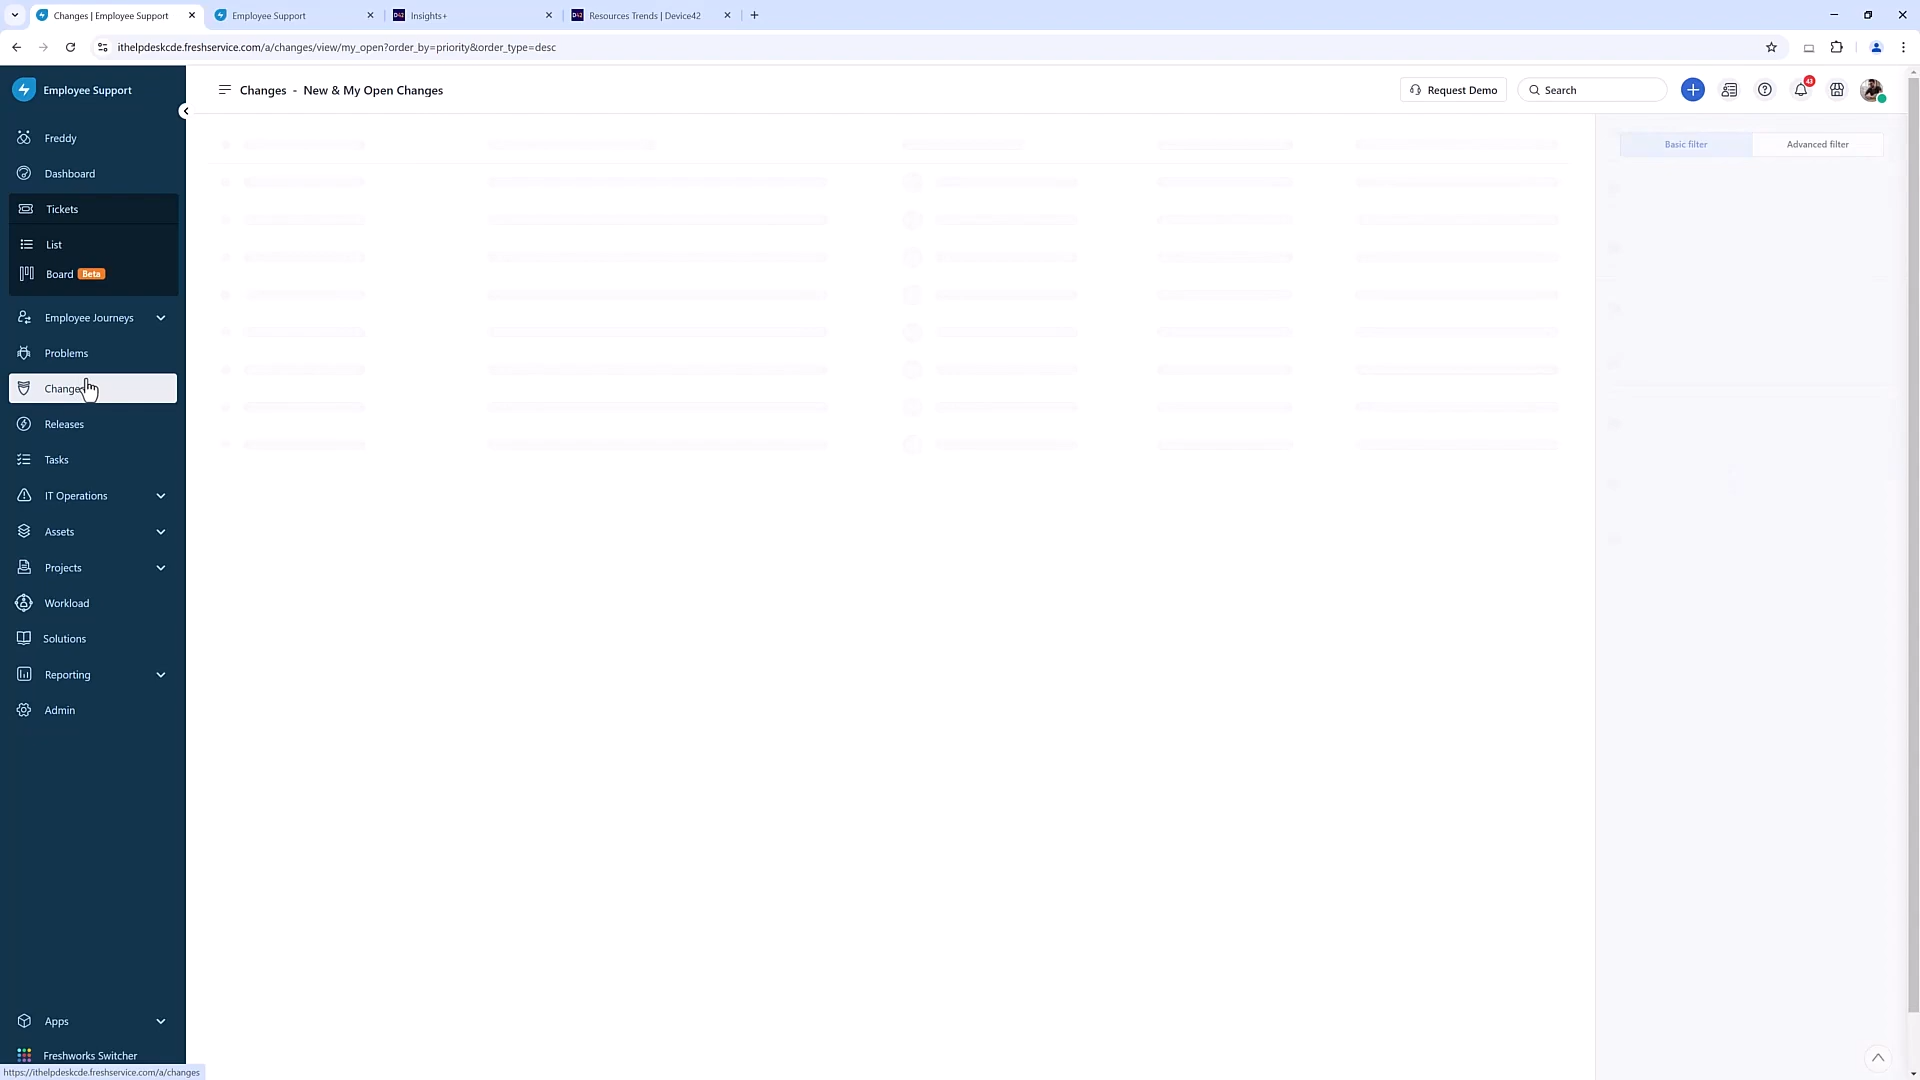 Changes | Employee Support
Employee Support
Insights+
Resources Trends | Device42
ithelpdeskcde.freshservice.com/a/changes/view/my_open?order_by=priority&order_type=desc
Employee Support
Changes - New & My Open Changes
Request Demo
Search
43
Freddy
Dashboard
Tickets
List
Board Beta
Employee Journeys
Problems
Changes
Releases
Tasks
IT Operations
Assets
Projects
Workload
Solutions
Reporting
Admin
Basic filter
Advanced filter
Apps
Freshworks Switcher
https://ithelpdeskcde.freshservice.com/a/changes